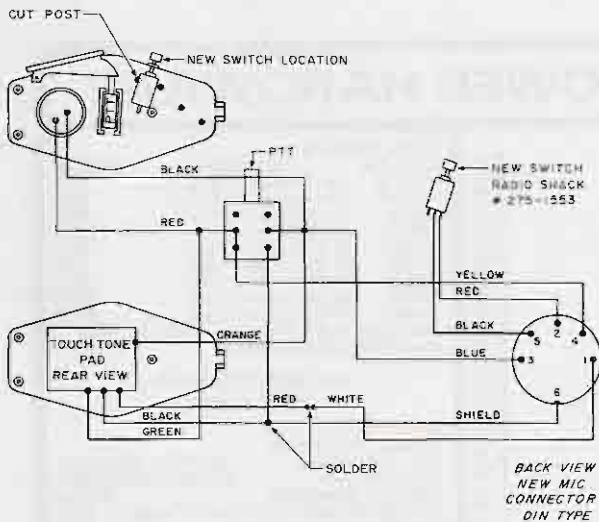 CUT POST
NEW SWITCH LOCATION
PTT
PTT
BLACK
NEW SWITCH
RADIO SHACK
# 275-1553
RED
YELLOW
RED
BLACK
BLUE
5
2
4
3
1
6
ORANGE
TOUCH TONE
PAD
REAR VIEW
RED
WHITE
BLACK
SHIELD
GREEN
SOLDER
BACK VIEW
NEW MIC
CONNECTOR
DIN TYPE